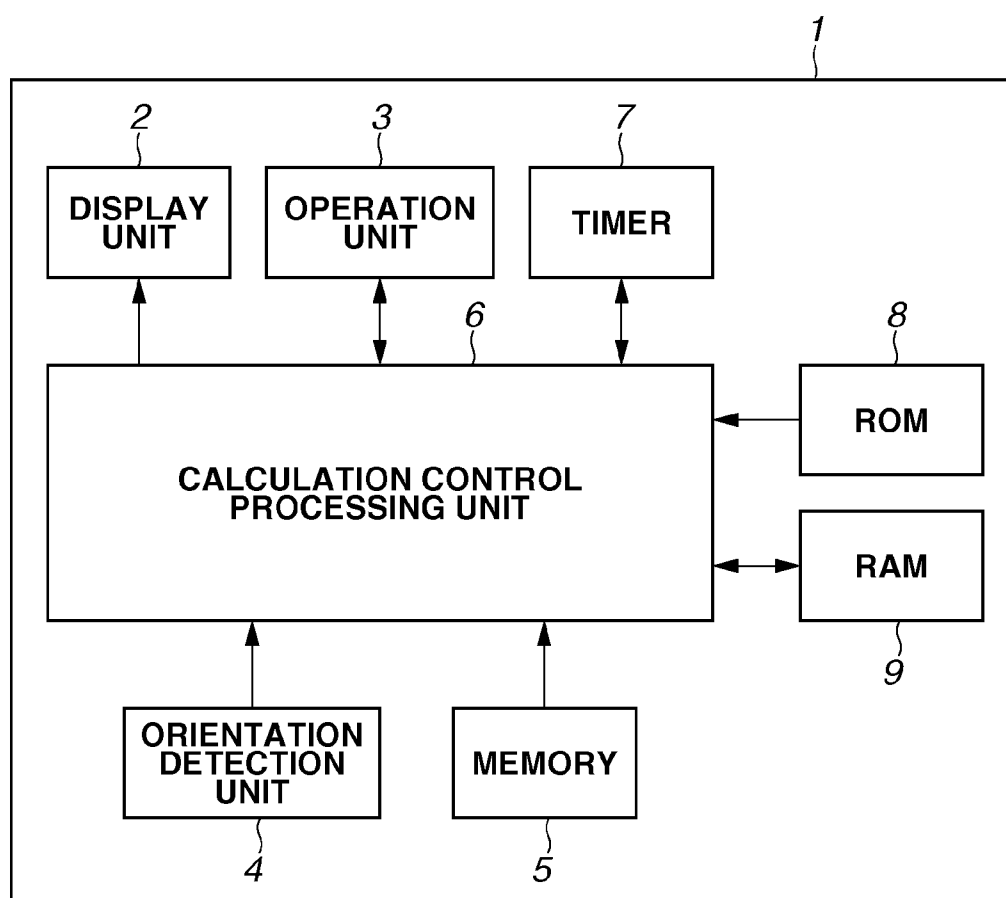 1
2
3
7
DISPLAY
UNIT
OPERATION
UNIT
TIMER
6
8
CALCULATION CONTROL
PROCESSING UNIT
ROM
RAM
9
ORIENTATION
DETECTION
UNIT
MEMORY
4
5